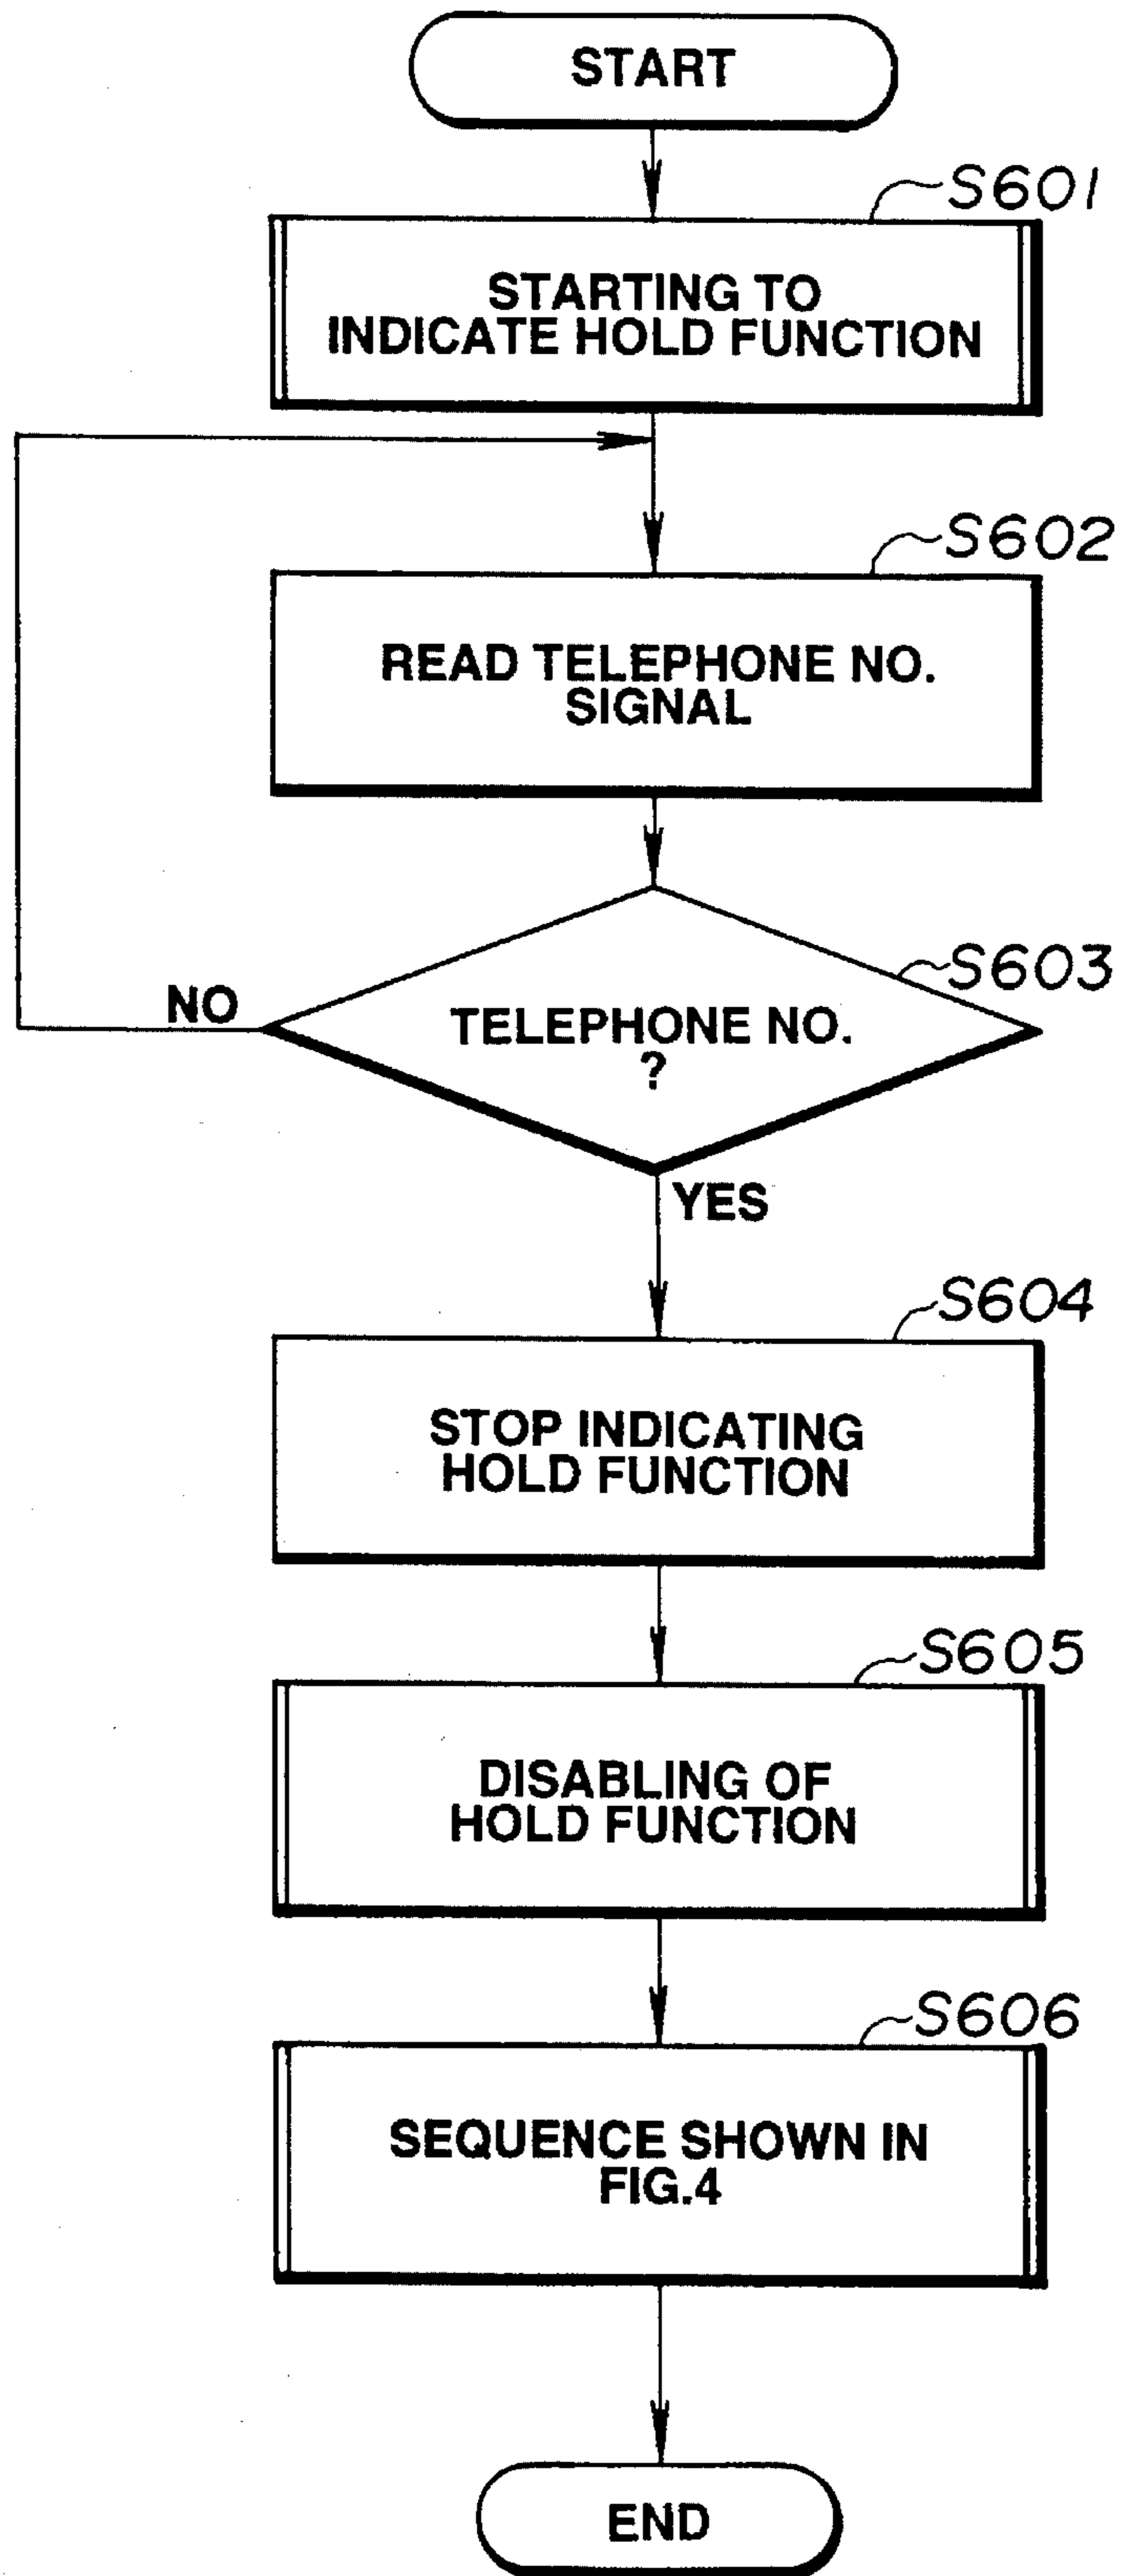 START
S601
STARTING TO
INDICATE HOLD FUNCTION
S602
READ TELEPHONE NO.
SIGNAL
S603
NO
TELEPHONE NO.
?
YES
S604
STOP INDICATING
HOLD FUNCTION
S605
DISABLING OF
HOLD FUNCTION
S606
SEQUENCE SHOWN IN
FIG.4
END